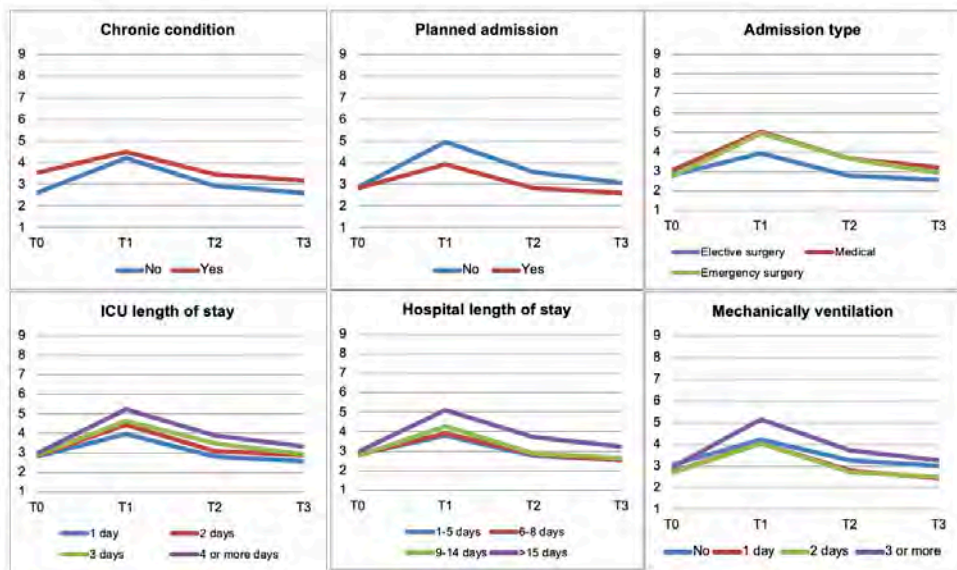 Chronic condition
9
8
7
6
5
4
3
2
1
T0 T1 T2 T3
No Yes
Planned admission
9
8
7
6
5
4
3
2
1
T0 T1 T2 T3
No Yes
Admission type
9
8
7
6
5
4
3
2
1
T0 T1 T2 T3
Elective surgery Medical
Emergency surgery
ICU length of stay
9
8
7
6
5
4
3
2
1
T0 T1 T2 T3
1 day 2 days
3 days 4 or more days
Hospital length of stay
9
8
7
6
5
4
3
2
1
T0 T1 T2 T3
1-5 days 6-8 days
9-14 days >15 days
Mechanically ventilation
9
8
7
6
5
4
3
2
1
T0 T1 T2 T3
No 1 day 2 days 3 or more